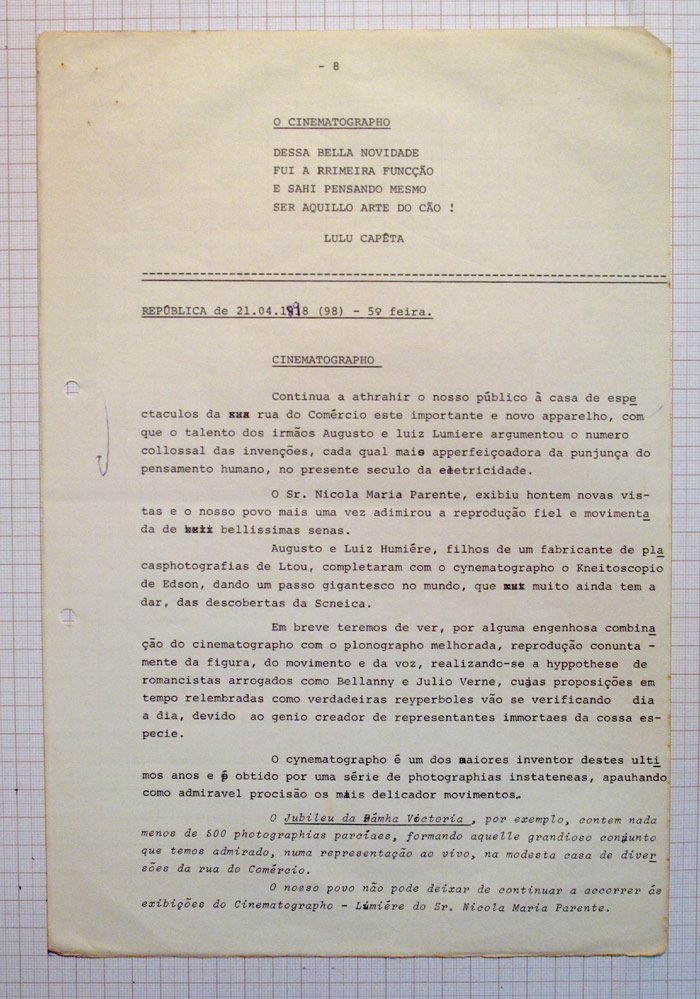 - 8
O CINEMATOGRAPHO
DESSA BELLA NOVIDADE
FUI A RRIMEIRA FUNCÇÃO
E SAHI PENSANDO MESMO
SER AQUILLO ARTE DO CÃO !
LULU CAPÊTA
REPÚBLICA de 21.04.1898 (98) - 5ª feira.
CINEMATOGRAPHO
Continua a athrahir o nosso público à casa de espe
ctaculos da xxx rua do Comércio este importante e novo apparelho, com
que o talento dos irmãos Augusto e luiz Lumiere argumentou o numero
collossal das invenções, cada qual mais apperfeiçoadora da punjunça do
pensamento humano, no presente seculo da eletricidade.
O Sr. Nicola Maria Parente, exibiu hontem novas vis-
tas e o nosso povo mais uma vez adimirou a reprodução fiel e movimenta
da de bellissimas senas.
Augusto e Luiz Humiére, filhos de um fabricante de pla
casphotografias de Ltou, completaram com o cynematographo o Kneitoscopio
de Edson, dando um passo gigantesco no mundo, que muito ainda tem a
dar, das descobertas da Scneica.
Em breve teremos de ver, por alguma engenhosa combina
ção do cinematographo com o plonographo melhorada, reprodução conunta -
mente da figura, do movimento e da voz, realizando-se a hyppothese de
romancistas arrogados como Bellanny e Julio Verne, cujas proposições em
tempo relembradas como verdadeiras reyperboles vão se verificando dia
a dia, devido ao genio creador de representantes immortaes da cossa es-
pecie.
O cynematographo é um dos maiores inventor destes ulti
mos anos e é obtido por uma série de photographias instateneas, apauhando
como admiravel procisão os mais delicador movimentos.
O Jubileu da Rámha Victoria , por exemplo, contem nada
menos de 500 photographias parciaes, formando aquelle grandioso conjunto
que temos admirado, numa representação ao vivo, na modesta casa de diver
sões da rua do Comércio.
O nosso povo não pode deixar de continuar a accorrer ás
exibições do Cinematographo - Lumiére do Sr. Nicola Maria Parente.